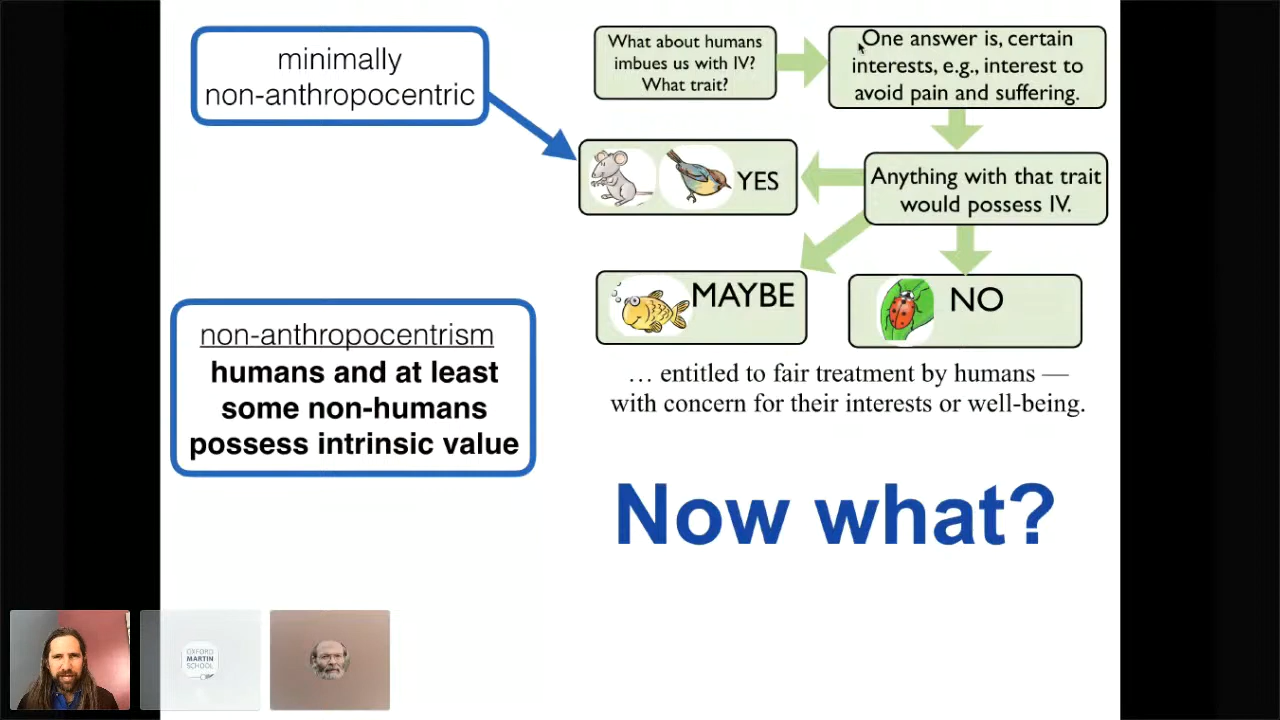 minimally
non-anthropocentric
What about humans
imbues us with IV?
What trait?
One answer is, certain
interests, e.g., interest to
avoid pain and suffering.
YES
Anything with that trait
would possess IV.
MAYBE
NO
non-anthropocentrism
humans and at least
some non-humans
possess intrinsic value
… entitled to fair treatment by humans —
with concern for their interests or well-being.
Now what?
OXFORD
MARTIN
SCHOOL